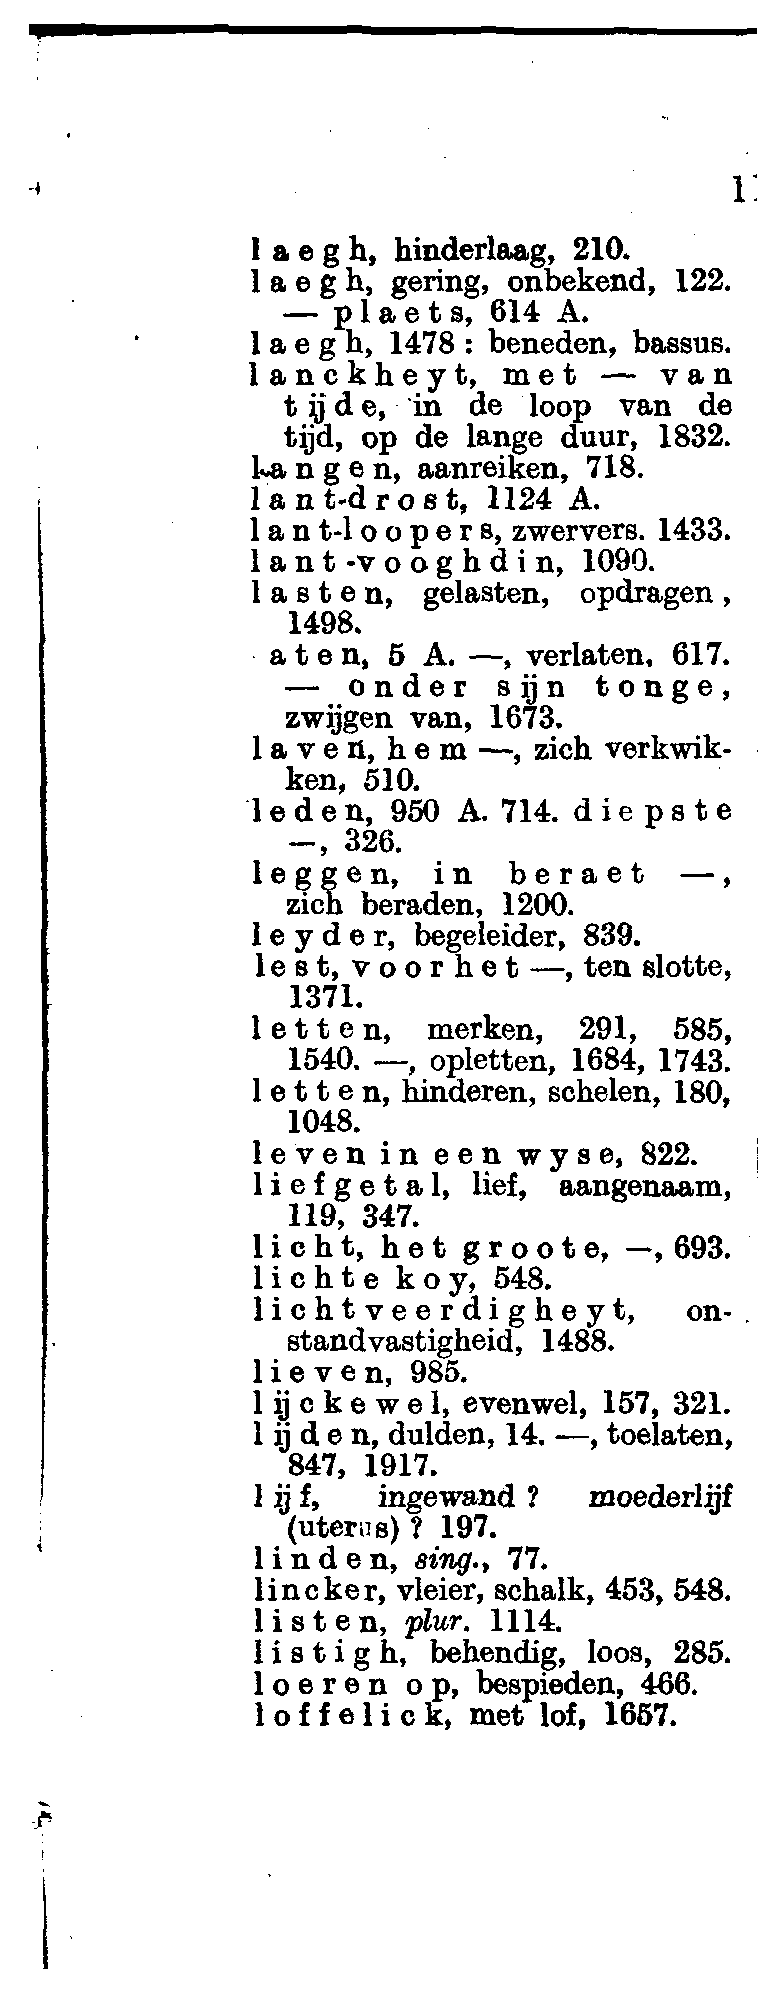 laegh, hinderlaag, 210.
laegh, gering, onbekend, 122.
— plaets, 614 A.
laegh, 1478 : beneden, bassus.
lanckheyt, met — van
tijde, in de loop van de
tijd, op de lange duur, 1832.
langen, aanreiken, 718.
lant-drost, 1124 A.
lant-loopers, zwervers. 1433.
lant-vooghdin, 1090.
lasten, gelasten, opdragen,
1498.
aten, 5 A. —, verlaten, 617.
— onder sijn tonge,
zwijgen van, 1673.
laven, hem —, zich verkwik-
ken, 510.
leden, 950 A. 714. diepste
—, 326.
leggen, in beraet —,
zich beraden, 1200.
leyder, begeleider, 839.
lest, voor het —, ten slotte,
1371.
letten, merken, 291, 585,
1540. —, opletten, 1684, 1743.
letten, hinderen, schelen, 180,
1048.
leven in een wyse, 822.
liefgetal, lief, aangenaam,
119, 347.
licht, het groote, —, 693.
lichte koy, 548.
lichtveerdigheyt, on-
standvastigheid, 1488.
lieven, 985.
lijckewel, evenwel, 157, 321.
lijden, dulden, 14. —, toelaten,
847, 1917.
lijf, ingewand ? moederlijf
(uterus) ? 197.
linden, sing., 77.
lincker, vleier, schalk, 453, 548.
listen, plur. 1114.
listigh, behendig, loos, 285.
loeren op, bespieden, 466.
loffelick, met lof, 1657.